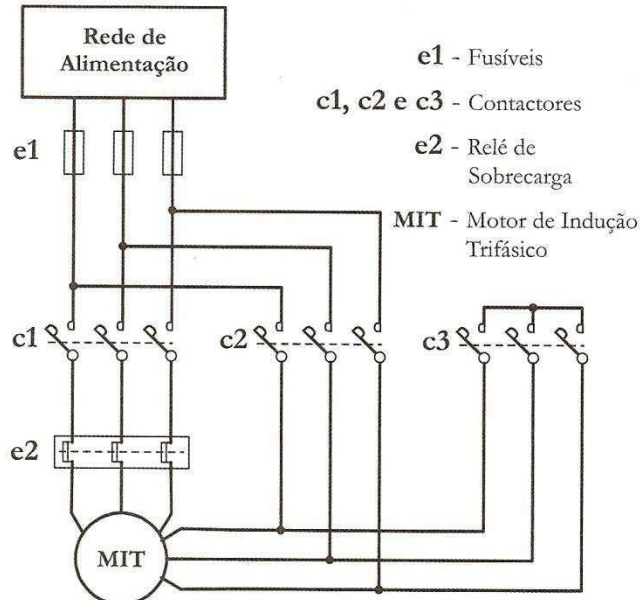 Rede de
Alimentação
e1 - Fusíveis
c1, c2 e c3 - Contactores
e2 - Relé de
Sobrecarga
MIT - Motor de Indução
Trifásico
e1
c1
c2
c3
e2
MIT